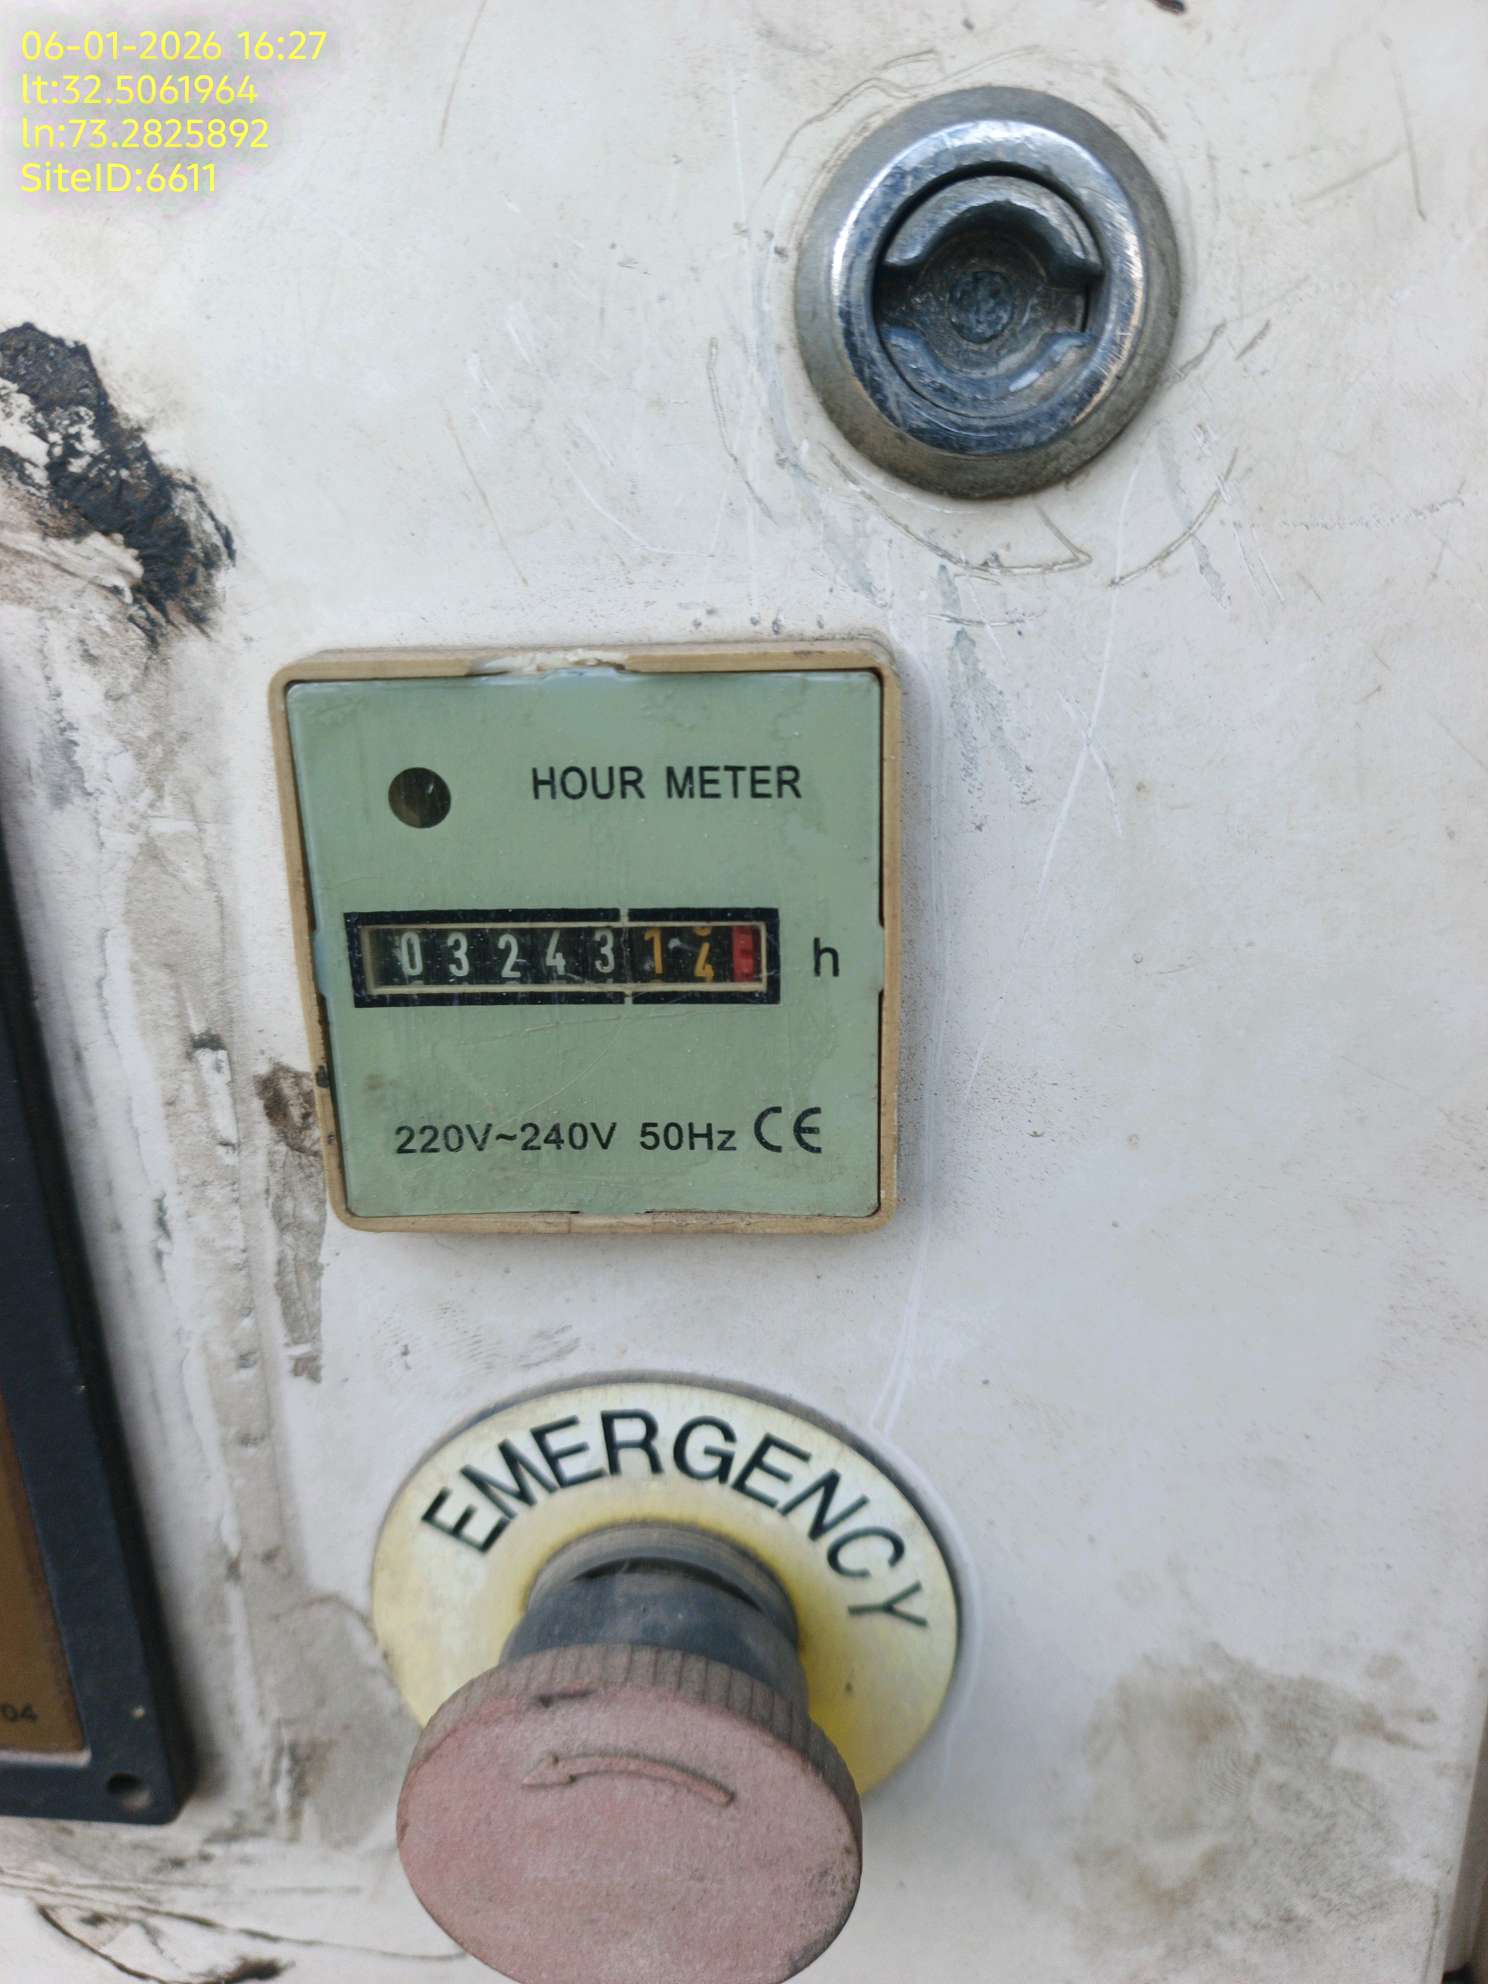 06-01-2026 16:27
lt:32.5061964
ln:73.2825892
SiteID:6611
HOUR METER
0324314 h
220V~240V 50Hz CE
EMERGENCY
04